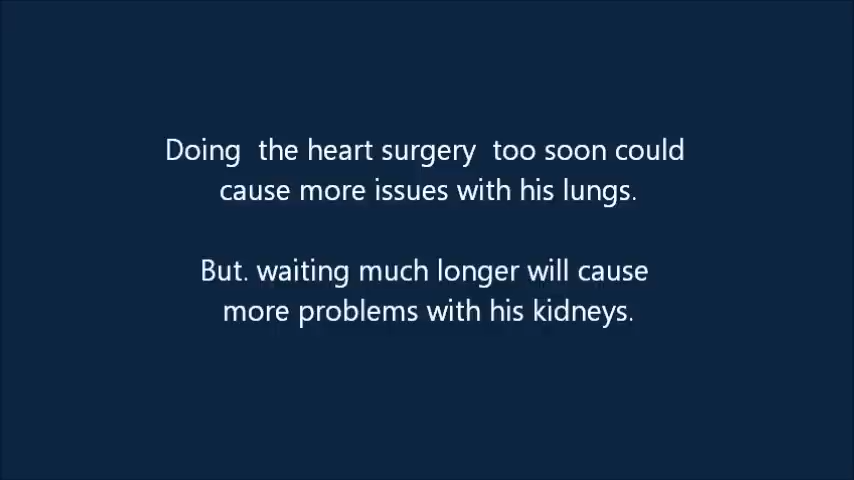 Doing  the heart surgery  too soon could
cause more issues with his lungs.
But. waiting much longer will cause
more problems with his kidneys.